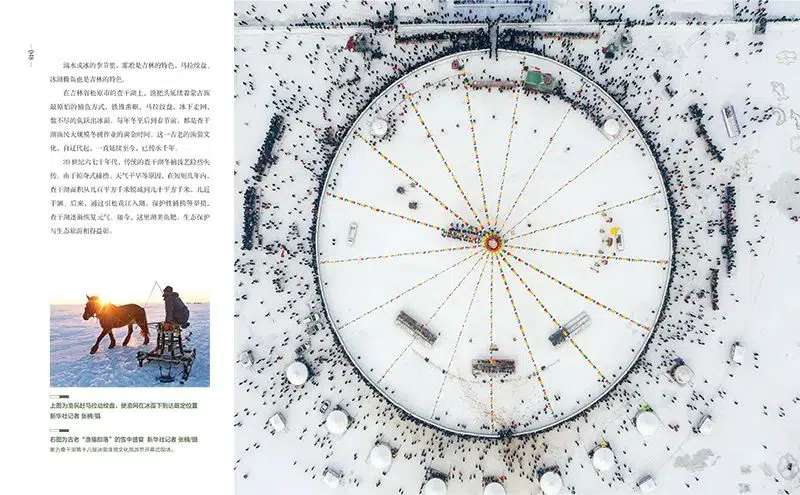 048
滴水成冰的季节里，雾凇是吉林的特色，马拉绞盘、
冰湖腾鱼也是吉林的特色。
在吉林省松原市的查干湖上，渔把头延续着蒙古族
最原始的捕鱼方式，铁锥凿眼，马拉绞盘，冰下走网，
数不尽的鱼跃出冰面。每年冬至后到春节前，都是查干
湖渔民大规模冬捕作业的黄金时间。这一古老的渔猎文
化，自辽代起，一直延续至今，已传承千年。
20世纪六七十年代，传统的查干湖冬捕技艺险些失
传。由于掠夺式捕捞、天气干旱等原因，在短短几年内，
查干湖面积从几百平方千米锐减到几十平方千米，几近
干涸。后来，通过引松花江入湖、保护性捕捞等举措，
查干湖逐渐恢复元气。如今，这里湖美鱼肥，生态保护
与生态旅游相得益彰。
上图为渔民赶马拉动绞盘，使渔网在冰面下到达既定位置
新华社记者 张楠/摄
右图为古老“渔猎部落”的雪中盛宴 新华社记者 张楠/摄
图为查干湖第十八届冰雪渔猎文化旅游节开幕式现场。